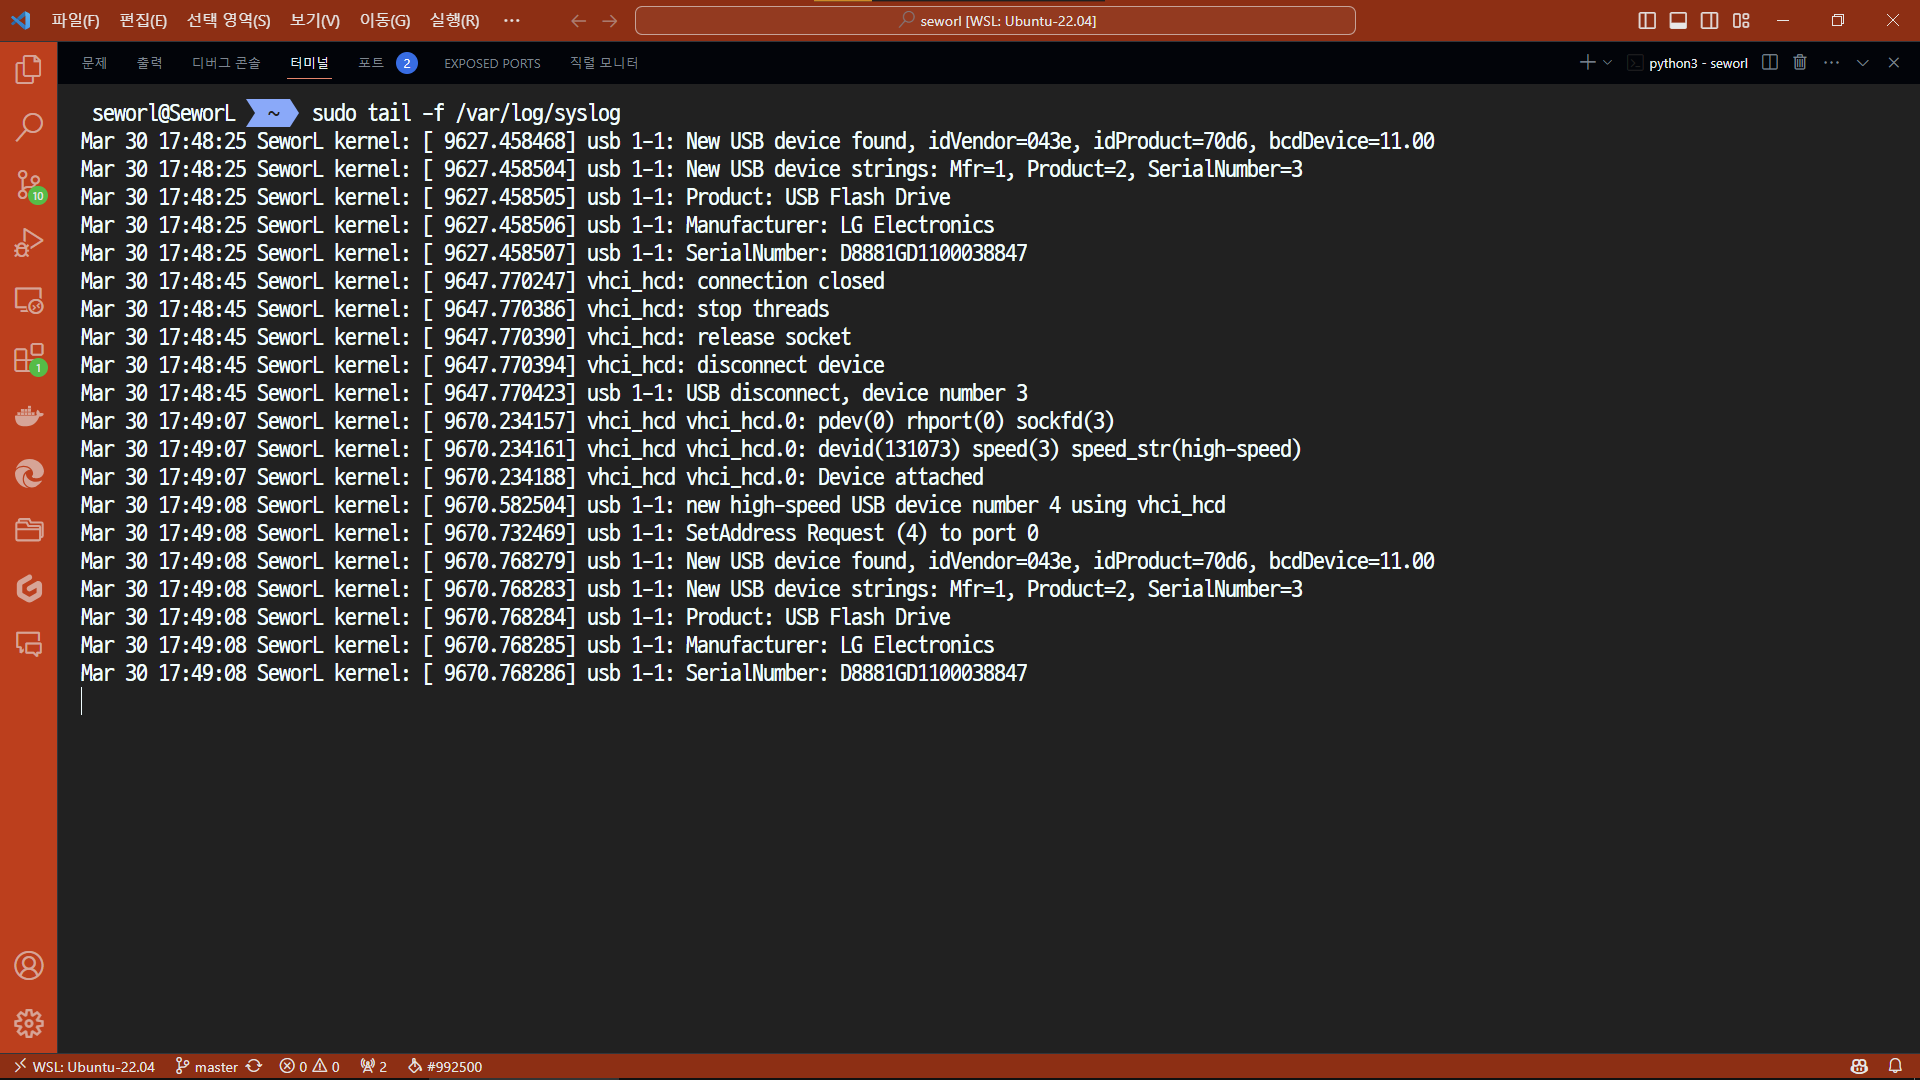 파일(F) 편집(E) 선택 영역(S) 보기(V) 이동(G) 실행(R) ··· seworl [WSL: Ubuntu-22.04]
문제 출력 디버그 콘솔 터미널 포트 2 EXPOSED PORTS 직렬 모니터 python3 - seworl ···
seworl@SeworL ~ sudo tail -f /var/log/syslog
Mar 30 17:48:25 SeworL kernel: [ 9627.458468] usb 1-1: New USB device found, idVendor=043e, idProduct=70d6, bcdDevice=11.00
Mar 30 17:48:25 SeworL kernel: [ 9627.458504] usb 1-1: New USB device strings: Mfr=1, Product=2, SerialNumber=3
Mar 30 17:48:25 SeworL kernel: [ 9627.458505] usb 1-1: Product: USB Flash Drive
Mar 30 17:48:25 SeworL kernel: [ 9627.458506] usb 1-1: Manufacturer: LG Electronics
Mar 30 17:48:25 SeworL kernel: [ 9627.458507] usb 1-1: SerialNumber: D8881GD1100038847
Mar 30 17:48:45 SeworL kernel: [ 9647.770247] vhci_hcd: connection closed
Mar 30 17:48:45 SeworL kernel: [ 9647.770386] vhci_hcd: stop threads
Mar 30 17:48:45 SeworL kernel: [ 9647.770390] vhci_hcd: release socket
Mar 30 17:48:45 SeworL kernel: [ 9647.770394] vhci_hcd: disconnect device
Mar 30 17:48:45 SeworL kernel: [ 9647.770423] usb 1-1: USB disconnect, device number 3
Mar 30 17:49:07 SeworL kernel: [ 9670.234157] vhci_hcd vhci_hcd.0: pdev(0) rhport(0) sockfd(3)
Mar 30 17:49:07 SeworL kernel: [ 9670.234161] vhci_hcd vhci_hcd.0: devid(131073) speed(3) speed_str(high-speed)
Mar 30 17:49:07 SeworL kernel: [ 9670.234188] vhci_hcd vhci_hcd.0: Device attached
Mar 30 17:49:08 SeworL kernel: [ 9670.582504] usb 1-1: new high-speed USB device number 4 using vhci_hcd
Mar 30 17:49:08 SeworL kernel: [ 9670.732469] usb 1-1: SetAddress Request (4) to port 0
Mar 30 17:49:08 SeworL kernel: [ 9670.768279] usb 1-1: New USB device found, idVendor=043e, idProduct=70d6, bcdDevice=11.00
Mar 30 17:49:08 SeworL kernel: [ 9670.768283] usb 1-1: New USB device strings: Mfr=1, Product=2, SerialNumber=3
Mar 30 17:49:08 SeworL kernel: [ 9670.768284] usb 1-1: Product: USB Flash Drive
Mar 30 17:49:08 SeworL kernel: [ 9670.768285] usb 1-1: Manufacturer: LG Electronics
Mar 30 17:49:08 SeworL kernel: [ 9670.768286] usb 1-1: SerialNumber: D8881GD1100038847
10
1
WSL: Ubuntu-22.04 master 0 0 2 #992500